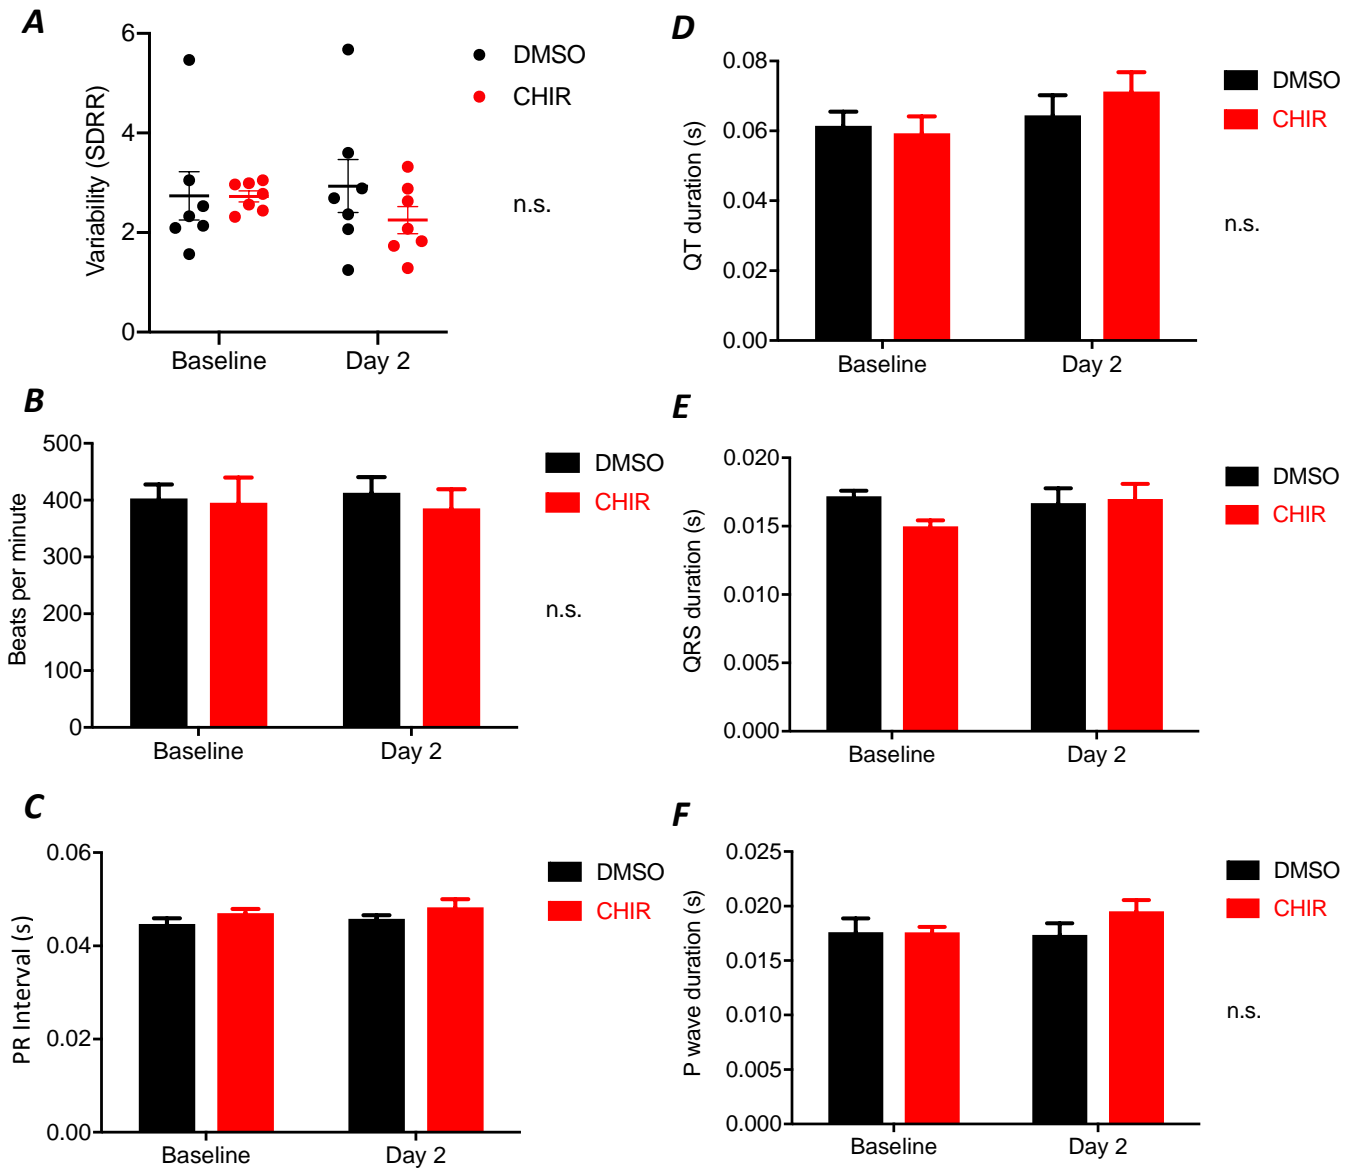 A
6
4
2
0
Variability (SDRR)
Baseline
Day 2
DMSO
CHIR
n.s.
B
500
400
300
200
100
0
Beats per minute
Baseline
Day 2
DMSO
CHIR
n.s.
C
0.06
0.04
0.02
0.00
PR Interval (s)
Baseline
Day 2
DMSO
CHIR
D
0.08
0.06
0.04
0.02
0.00
QT duration (s)
Baseline
Day 2
DMSO
CHIR
n.s.
E
0.020
0.015
0.010
0.005
0.000
QRS duration (s)
Baseline
Day 2
DMSO
CHIR
F
0.025
0.020
0.015
0.010
0.005
0.000
P wave duration (s)
Baseline
Day 2
DMSO
CHIR
n.s.